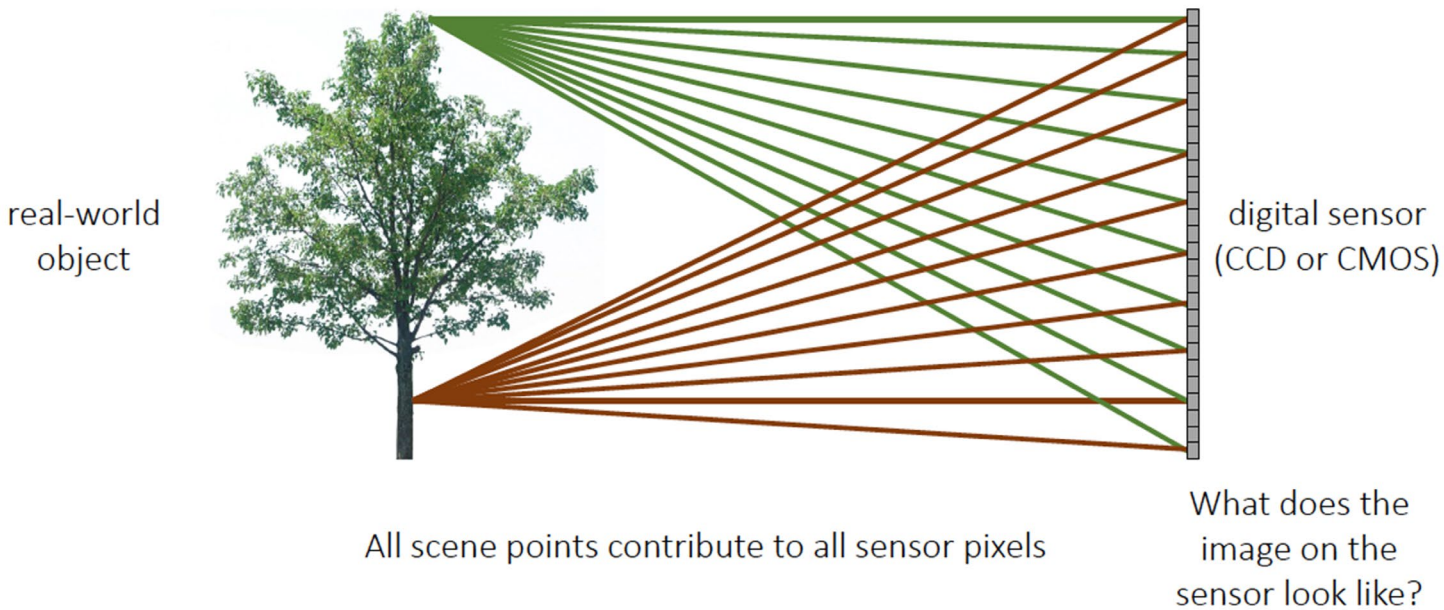 real-world
object
digital sensor
(CCD or CMOS)
All scene points contribute to all sensor pixels
What does the
image on the
sensor look like?